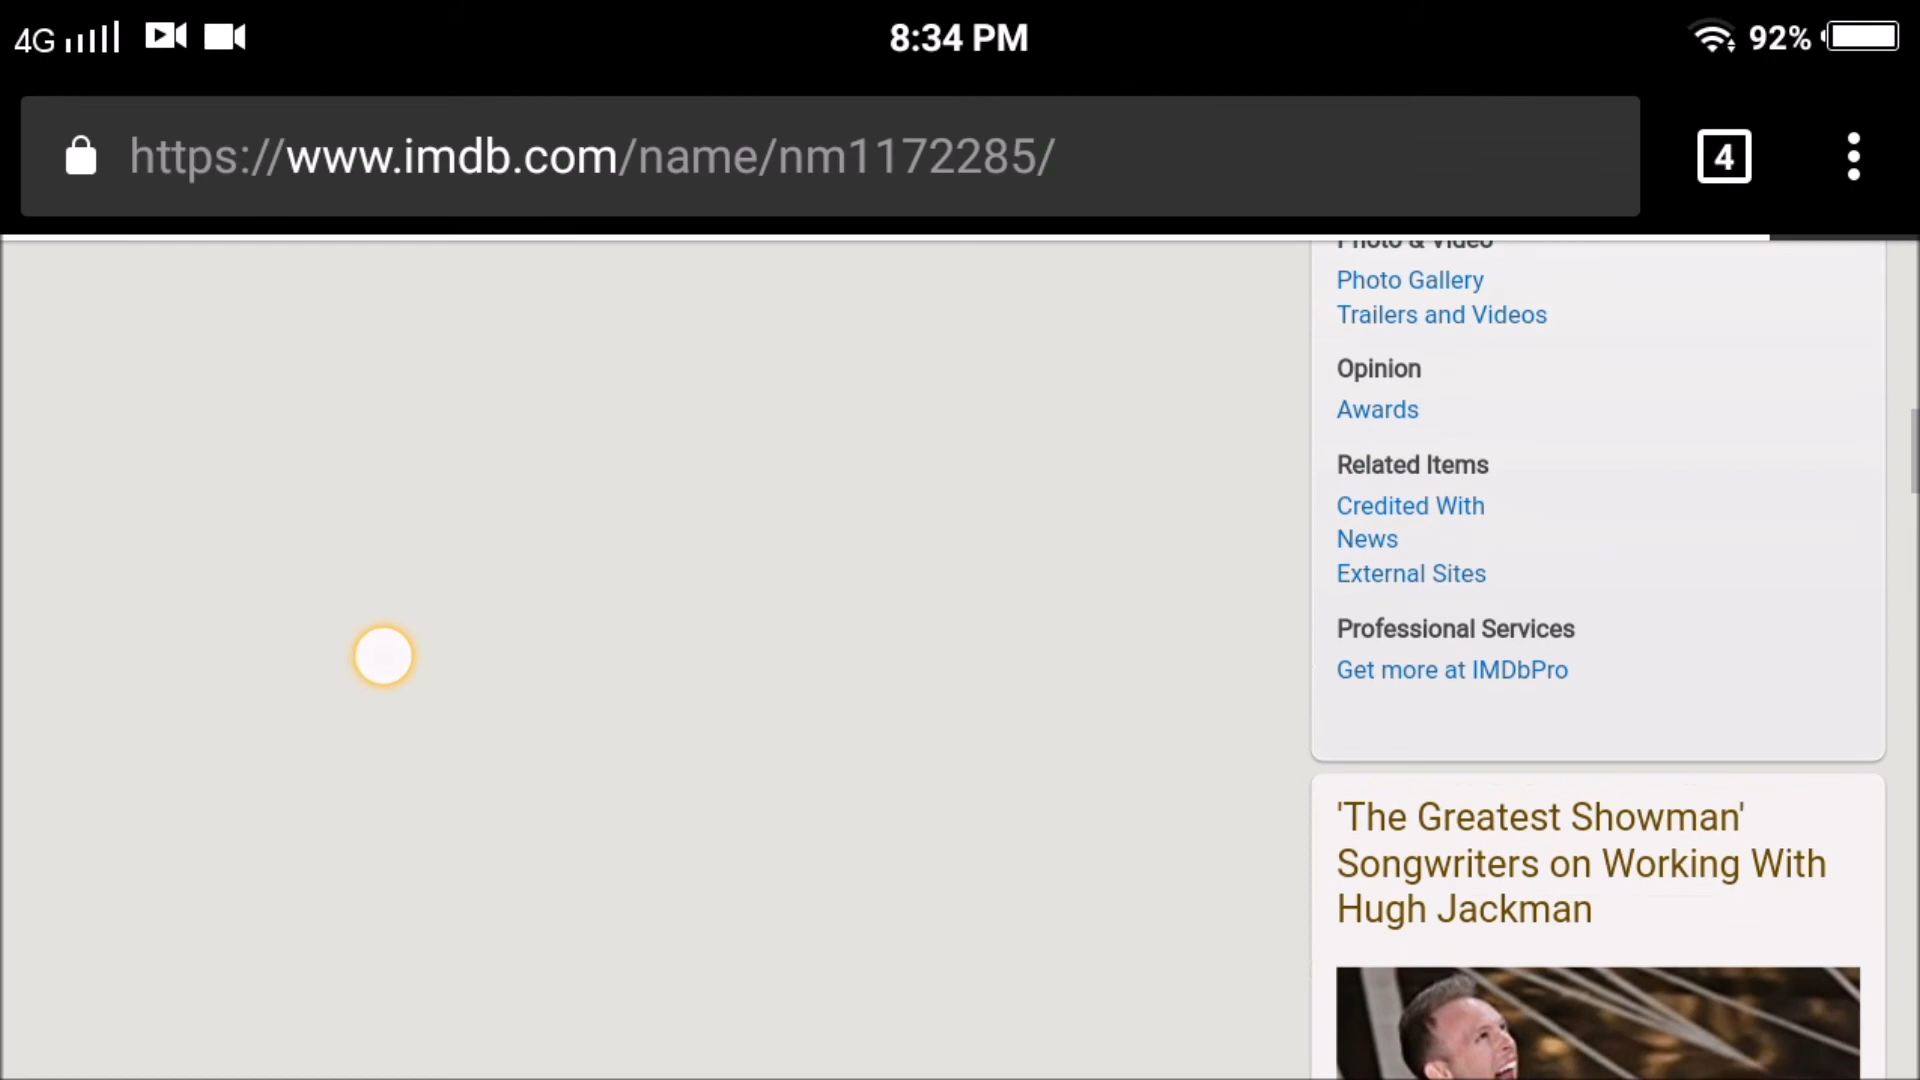 4G 8:34 PM 92%
https://www.imdb.com/name/nm1172285/ 4
Photo & Video
Photo Gallery
Trailers and Videos
Opinion
Awards
Related Items
Credited With
News
External Sites
Professional Services
Get more at IMDbPro
'The Greatest Showman'
Songwriters on Working With
Hugh Jackman